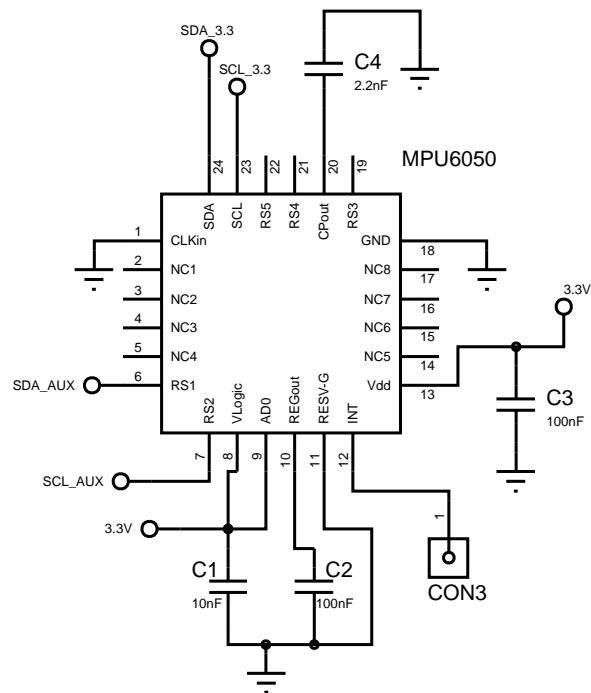 SDA_3.3
SCL_3.3
C4
2.2nF
MPU6050
24
23
22
21
20
19
SDA
SCL
RS5
RS4
CPout
RS3
1
CLKin
GND
18
2
NC1
NC8
17
3
NC2
NC7
16
4
NC3
NC6
15
5
NC4
NC5
14
3.3V
SDA_AUX
6
RS1
Vdd
13
C3
100nF
RS2
VLogic
AD0
REGout
RESV-G
INT
7
8
9
10
11
12
SCL_AUX
3.3V
1
C1
10nF
C2
100nF
CON3